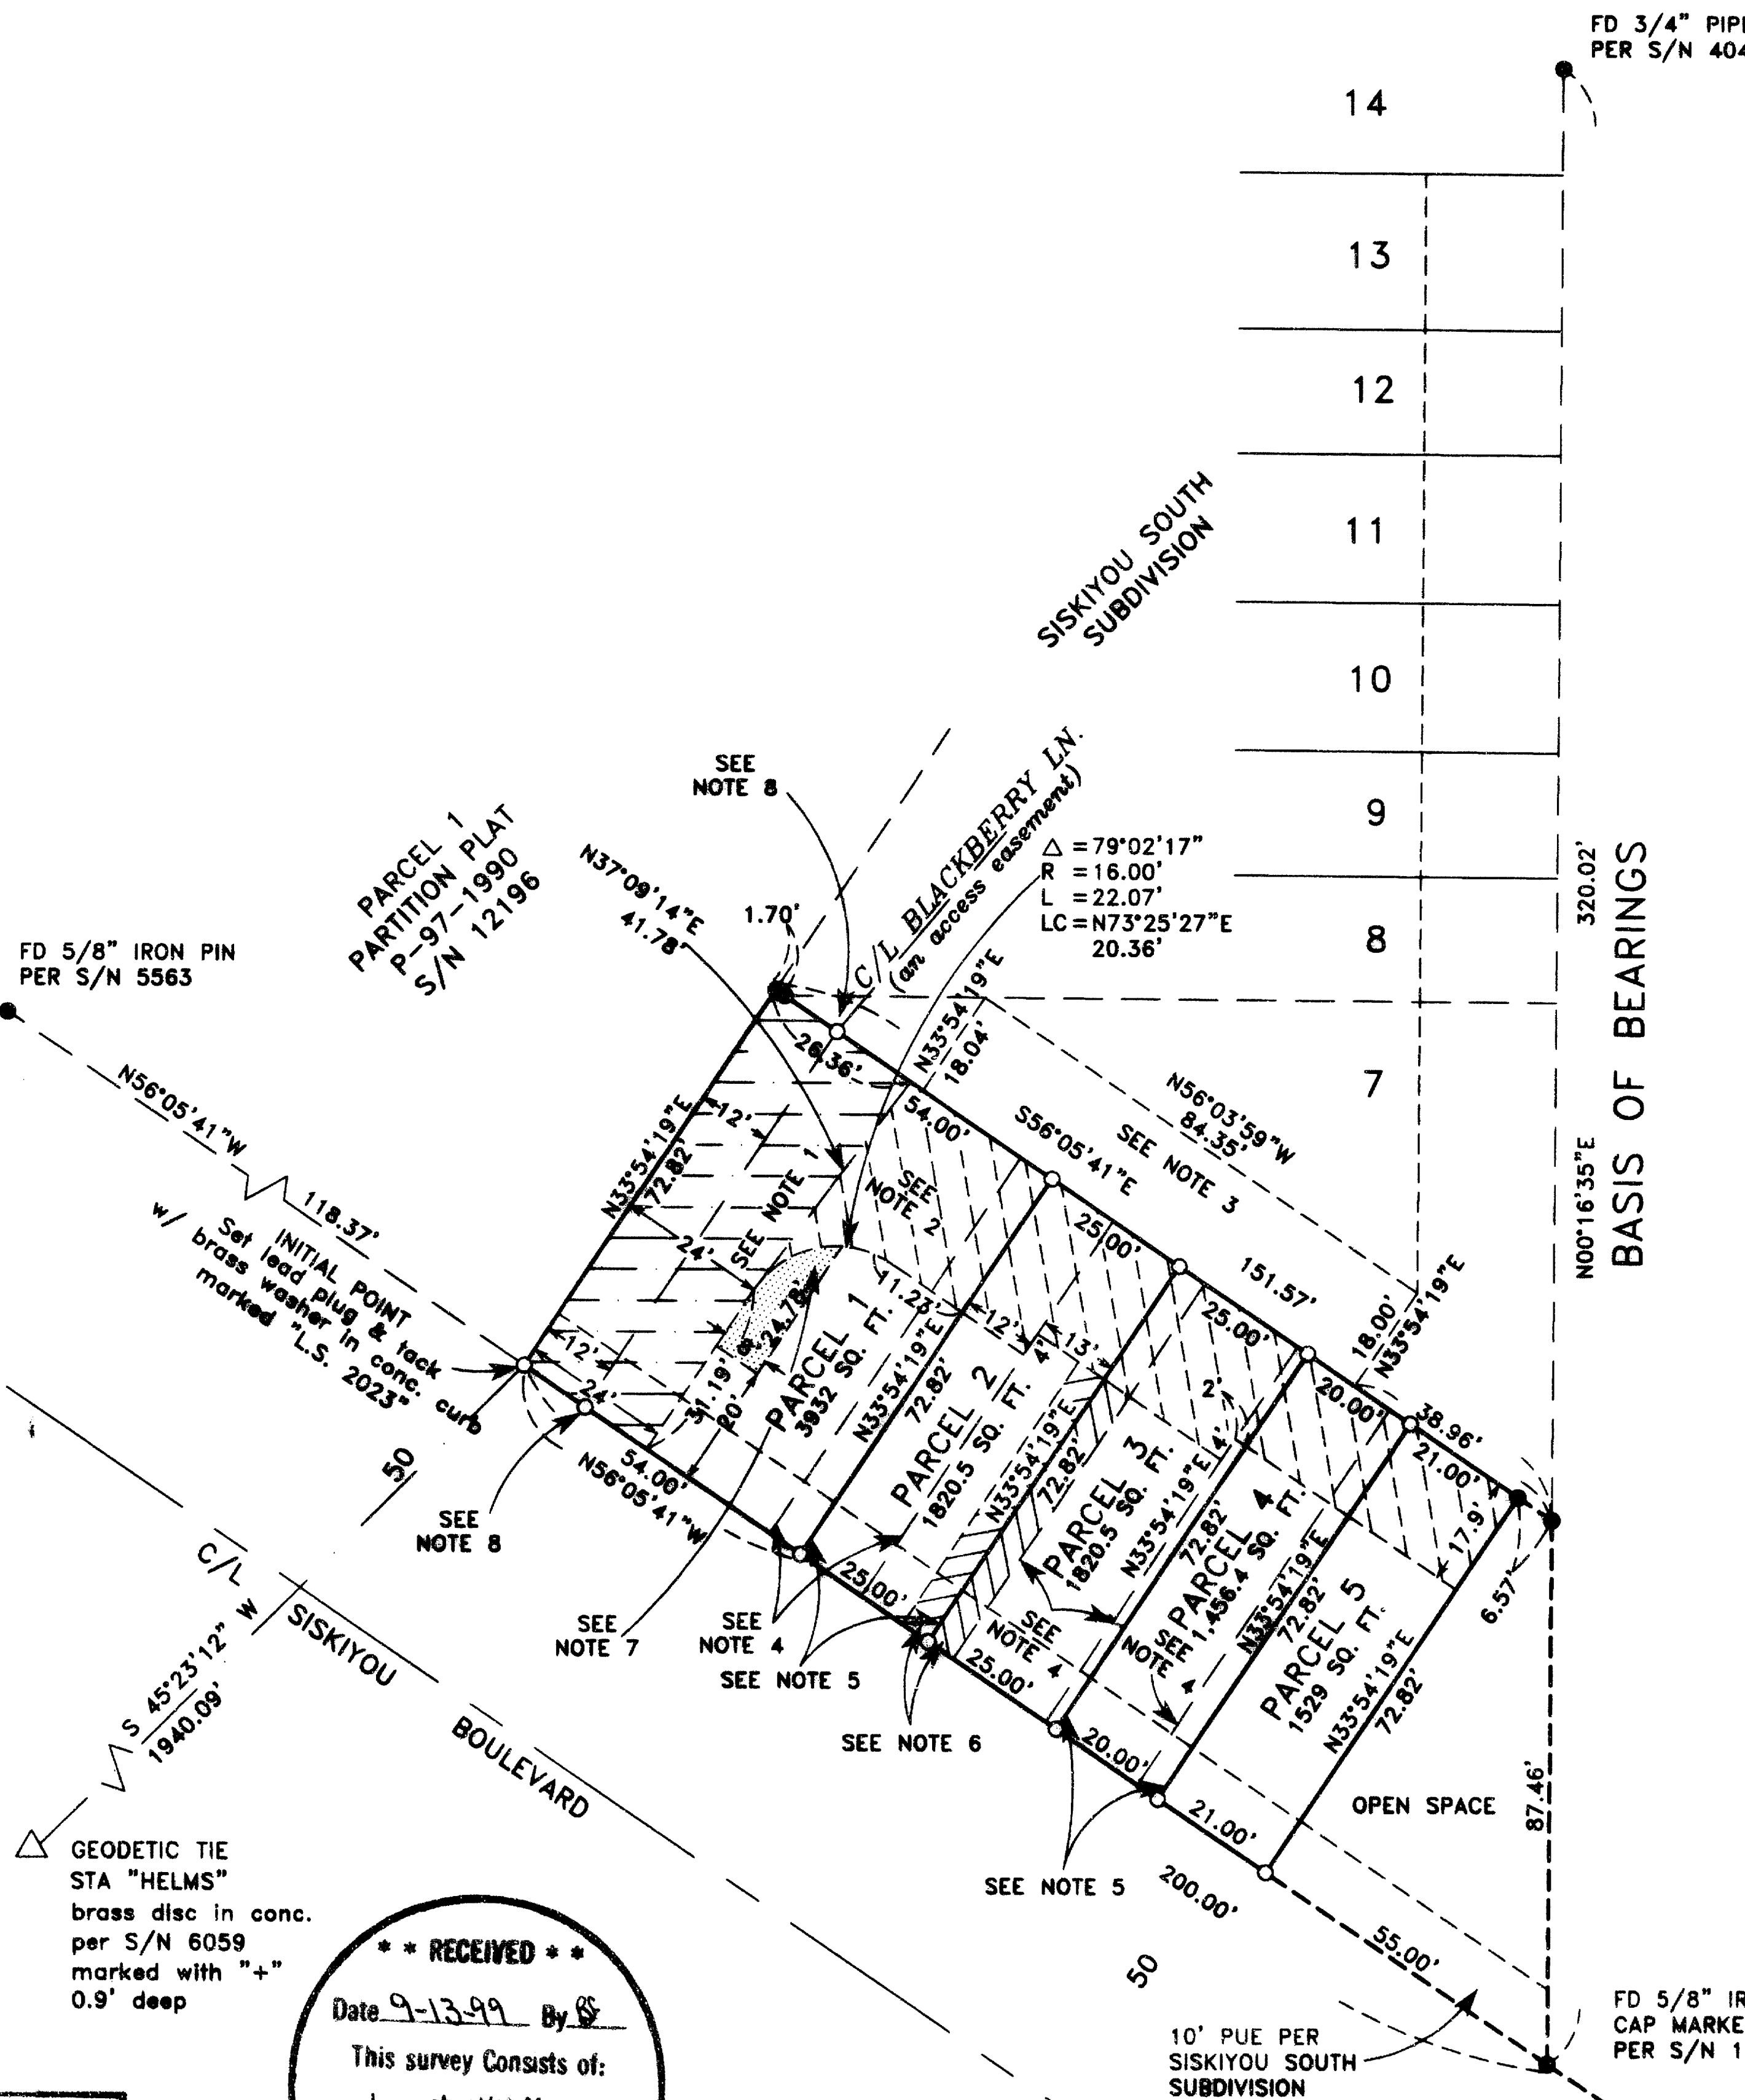 FD 3/4" PIP
PER S/N 404
14
13
12
11
10
9
8
7
SISKIYOU SOUTH
SUBDIVISION
320.02'
N00°16'35"E
BASIS OF BEARINGS
SEE
NOTE 8
C/L BLACKBERRY LN.
(an access easement)
Δ = 79°02'17"
R = 16.00'
L = 22.07'
LC = N73°25'27"E
20.36'
PARCEL 1
PARTITION PLAT
P-97-1990
S/N 12196
N37°09'14"E
41.78'
1.70'
FD 5/8" IRON PIN
PER S/N 5563
N56°05'41"W
118.37'
INITIAL POINT
Set lead plug & tack
w/ brass washer in conc. curb
marked "L.S. 2023"
26.36'
N33°54'19"E
18.04'
54.00'
S56°05'41"E
N56°03'59"W
84.35'
SEE NOTE 3
N33°54'19"E
72.82'
12'
24'
SEE NOTE 1
SEE
NOTE 2
25.00'
151.57'
25.00'
18.00'
N33°54'19"E
20.00'
38.96'
21.00'
17.9'
6.57'
11.23'
24.78'
31.19'
20'
12'
24'
PARCEL 1
3932 SQ. FT.
N33°54'19"E
72.82'
12'
4'
13'
PARCEL 2
1820.5 SQ. FT.
N33°54'19"E
72.82'
2'
4'
PARCEL 3
1820.5 SQ. FT.
N33°54'19"E
72.82'
PARCEL 4
1,456.4 SQ. FT.
SEE
NOTE 4
N33°54'19"E
72.82'
PARCEL 5
1529 SQ. FT.
N33°54'19"E
72.82'
54.00'
N56°05'41"W
SEE
NOTE 8
SEE
NOTE 7
SEE
NOTE 4
SEE NOTE 5
25.00'
SEE
NOTE 4
25.00'
SEE NOTE 6
20.00'
21.00'
SEE NOTE 5
200.00'
55.00'
OPEN SPACE
87.46'
50
50
C/L
SISKIYOU
BOULEVARD
S 45°23'12" W
1940.09'
GEODETIC TIE
STA "HELMS"
brass disc in conc.
per S/N 6059
marked with "+"
0.9' deep
* * RECEIVED * *
Date 9-13-99 By
This survey Consists of:
10' PUE PER
SISKIYOU SOUTH
SUBDIVISION
FD 5/8" IR
CAP MARKE
PER S/N 1